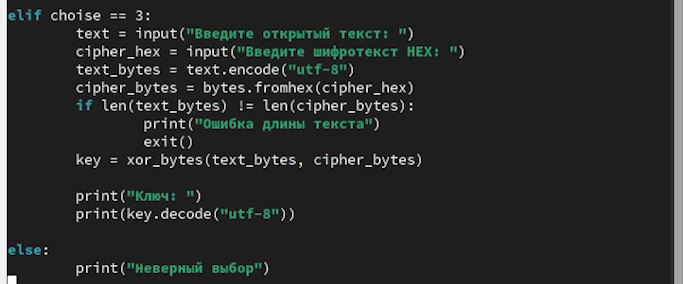 elif choise == 3:
        text = input("Введите открытый текст: ")
        cipher_hex = input("Введите шифротекст HEX: ")
        text_bytes = text.encode("utf-8")
        cipher_bytes = bytes.fromhex(cipher_hex)
        if len(text_bytes) != len(cipher_bytes):
                print("Ошибка длины текста")
                exit()
        key = xor_bytes(text_bytes, cipher_bytes)

        print("Ключ: ")
        print(key.decode("utf-8"))

else:
        print("Неверный выбор")